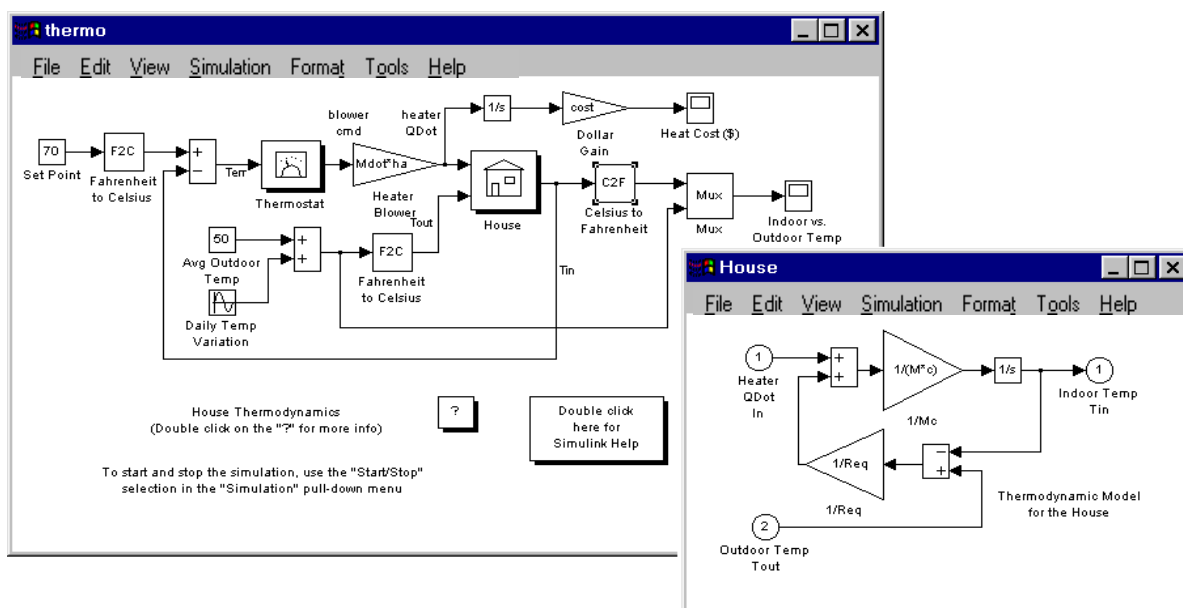 thermo
File Edit View Simulation Format Tools Help
blower
cmd
heater
QDot
1/s
cost
Dollar
Gain
Heat Cost ($)
70
Set Point
F2C
Fahrenheit
to Celsius
+
−
Terr
Thermostat
Mdot*ha
Heater
Blower
Tout
House
C2F
Celsius to
Fahrenheit
Mux
Mux
Indoor vs.
Outdoor Temp
50
Avg Outdoor
Temp
+
+
F2C
Fahrenheit
to Celsius
Tin
Daily Temp
Variation
House Thermodynamics
(Double click on the "?" for more info)
?
Double click
here for
Simulink Help
To start and stop the simulation, use the "Start/Stop"
selection in the "Simulation" pull-down menu
House
File Edit View Simulation Format Tools Help
1
Heater
QDot
In
+
+
1/(M*c)
1/Mc
1/s
1
Indoor Temp
Tin
1/Req
1/Req
−
+
Thermodynamic Model
for the House
2
Outdoor Temp
Tout